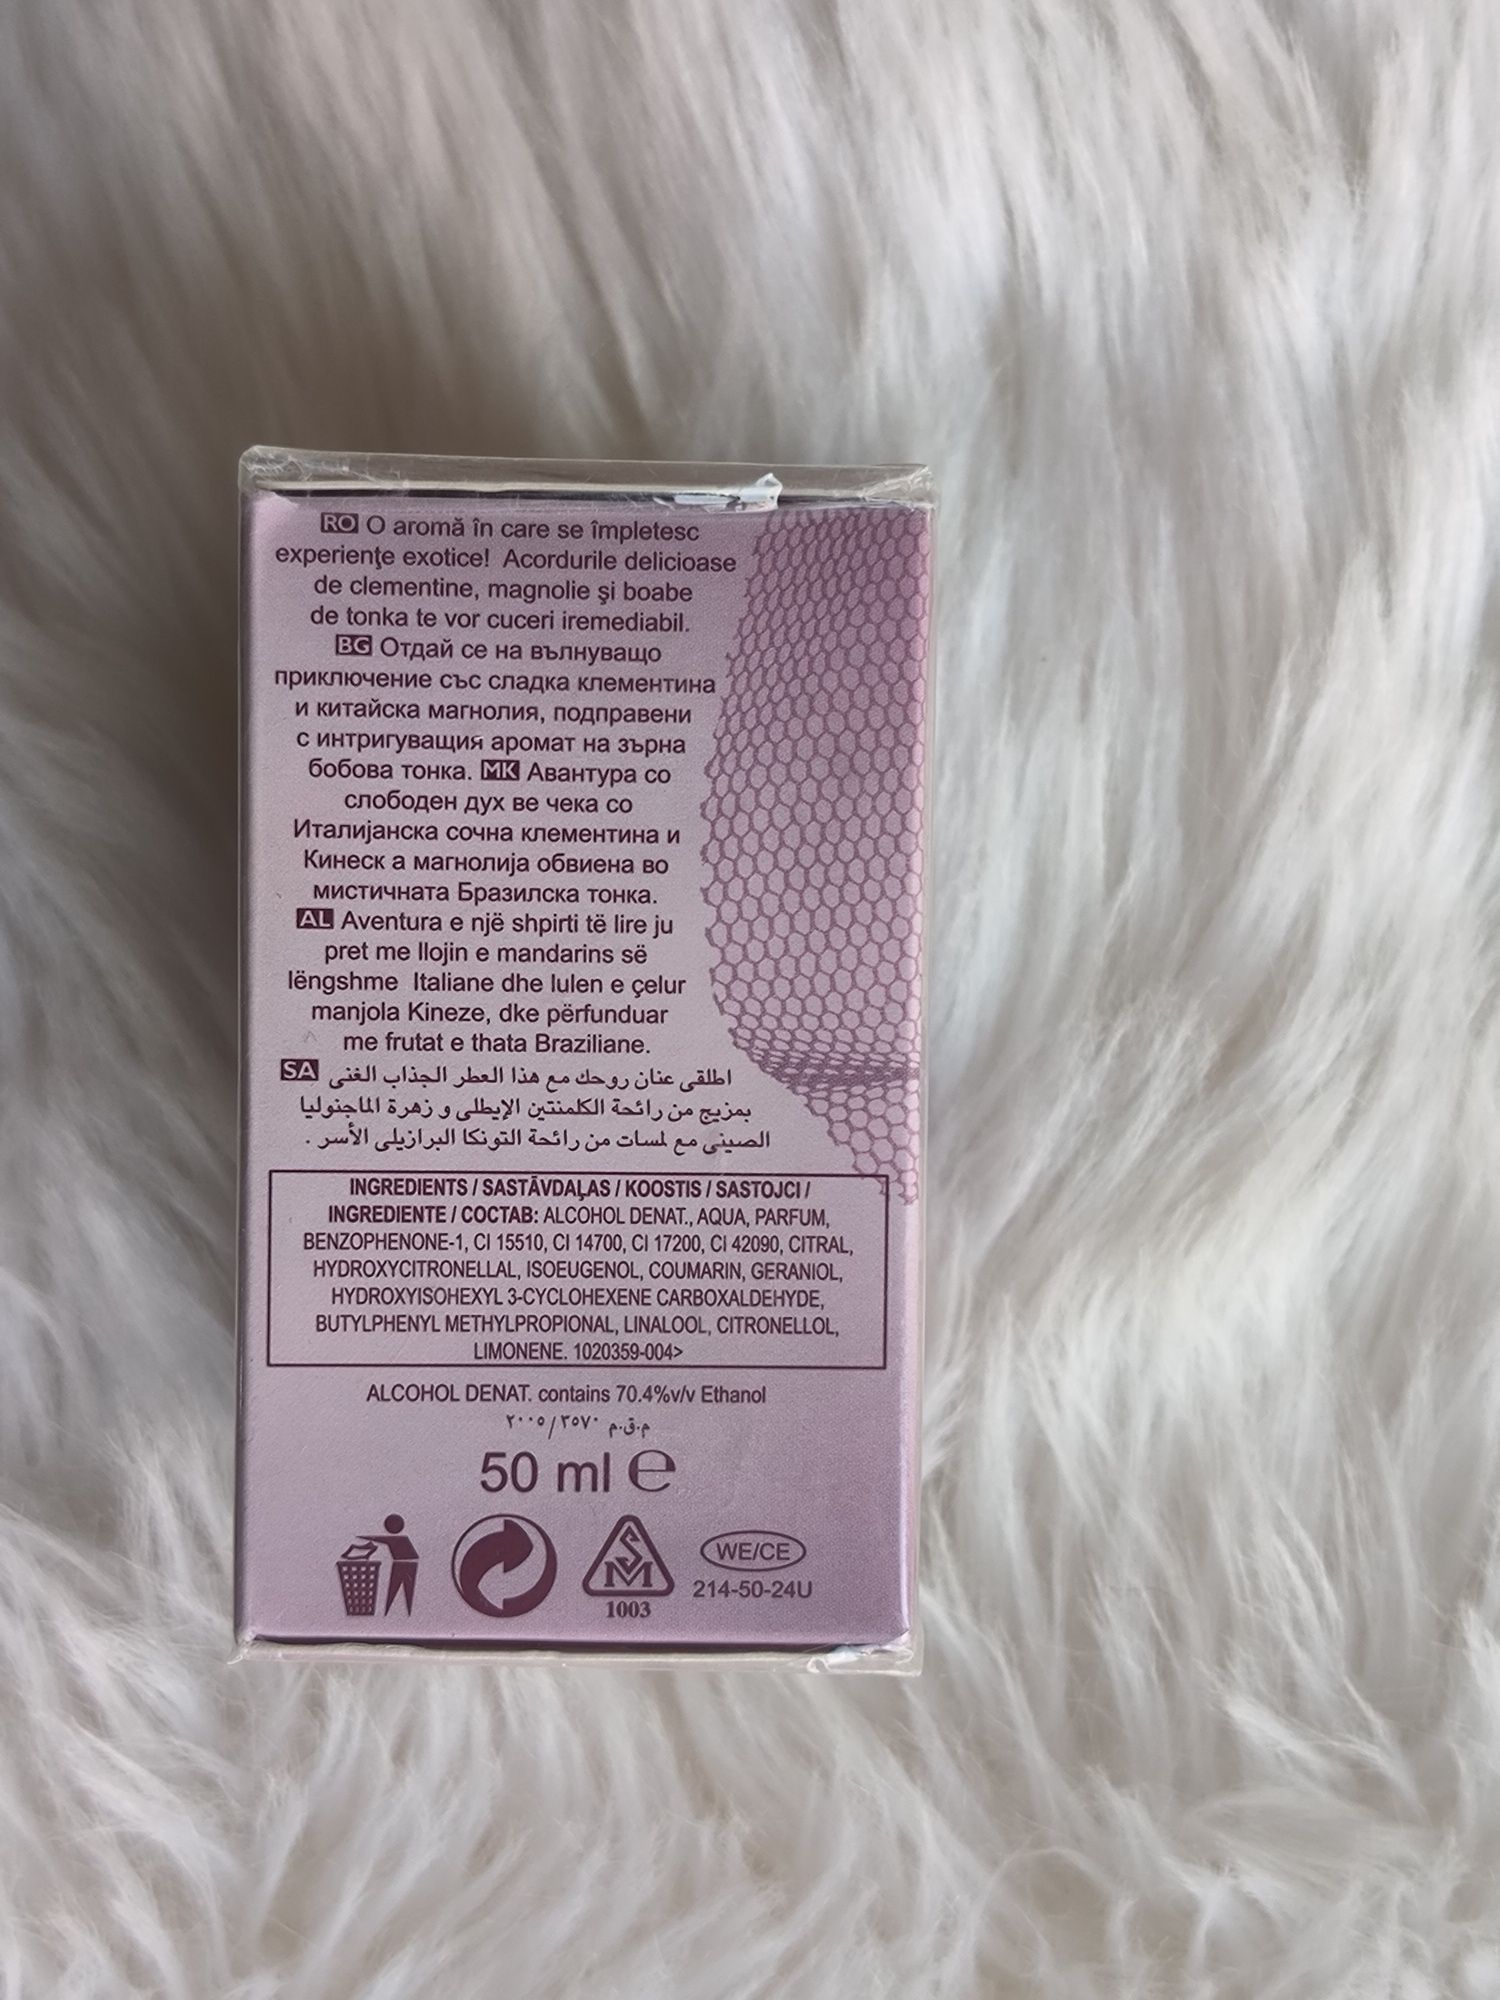 RO O aromă în care se împletesc
experienţe exotice! Acordurile delicioase
de clementine, magnolie şi boabe
de tonka te vor cuceri iremediabil.
BG Отдай се на вълнуващо
приключение със сладка клементина
и китайска магнолия, подправени
с интригуващия аромат на зърна
бобова тонка. MK Авантура со
слободен дух ве чека со
Италијанска сочна клементина и
Кинеск а магнолија обвиена во
мистичната Бразилска тонка.
AL Aventura e një shpirti të lire ju
pret me llojin e mandarins së
lëngshme Italiane dhe lulen e çelur
manjola Kineze, dke përfunduar
me frutat e thata Braziliane.
SA اطلقى عنان روحك مع هذا العطر الجذاب الغنى
بمزيج من رائحة الكلمنتين الإيطلى و زهرة الماجنوليا
الصينى مع لمسات من رائحة التونكا البرازيلى الأسر .
INGREDIENTS / SASTĀVDAĻAS / KOOSTIS / SASTOJCI /
INGREDIENTE / СОСТАВ: ALCOHOL DENAT., AQUA, PARFUM,
BENZOPHENONE-1, CI 15510, CI 14700, CI 17200, CI 42090, CITRAL,
HYDROXYCITRONELLAL, ISOEUGENOL, COUMARIN, GERANIOL,
HYDROXYISOHEXYL 3-CYCLOHEXENE CARBOXALDEHYDE,
BUTYLPHENYL METHYLPROPIONAL, LINALOOL, CITRONELLOL,
LIMONENE. 1020359-004>
ALCOHOL DENAT. contains 70.4%v/v Ethanol
م.ق.م ٣٥٧٠/٢٠٠٥
50 ml e
SM
1003
WE/CE
214-50-24U